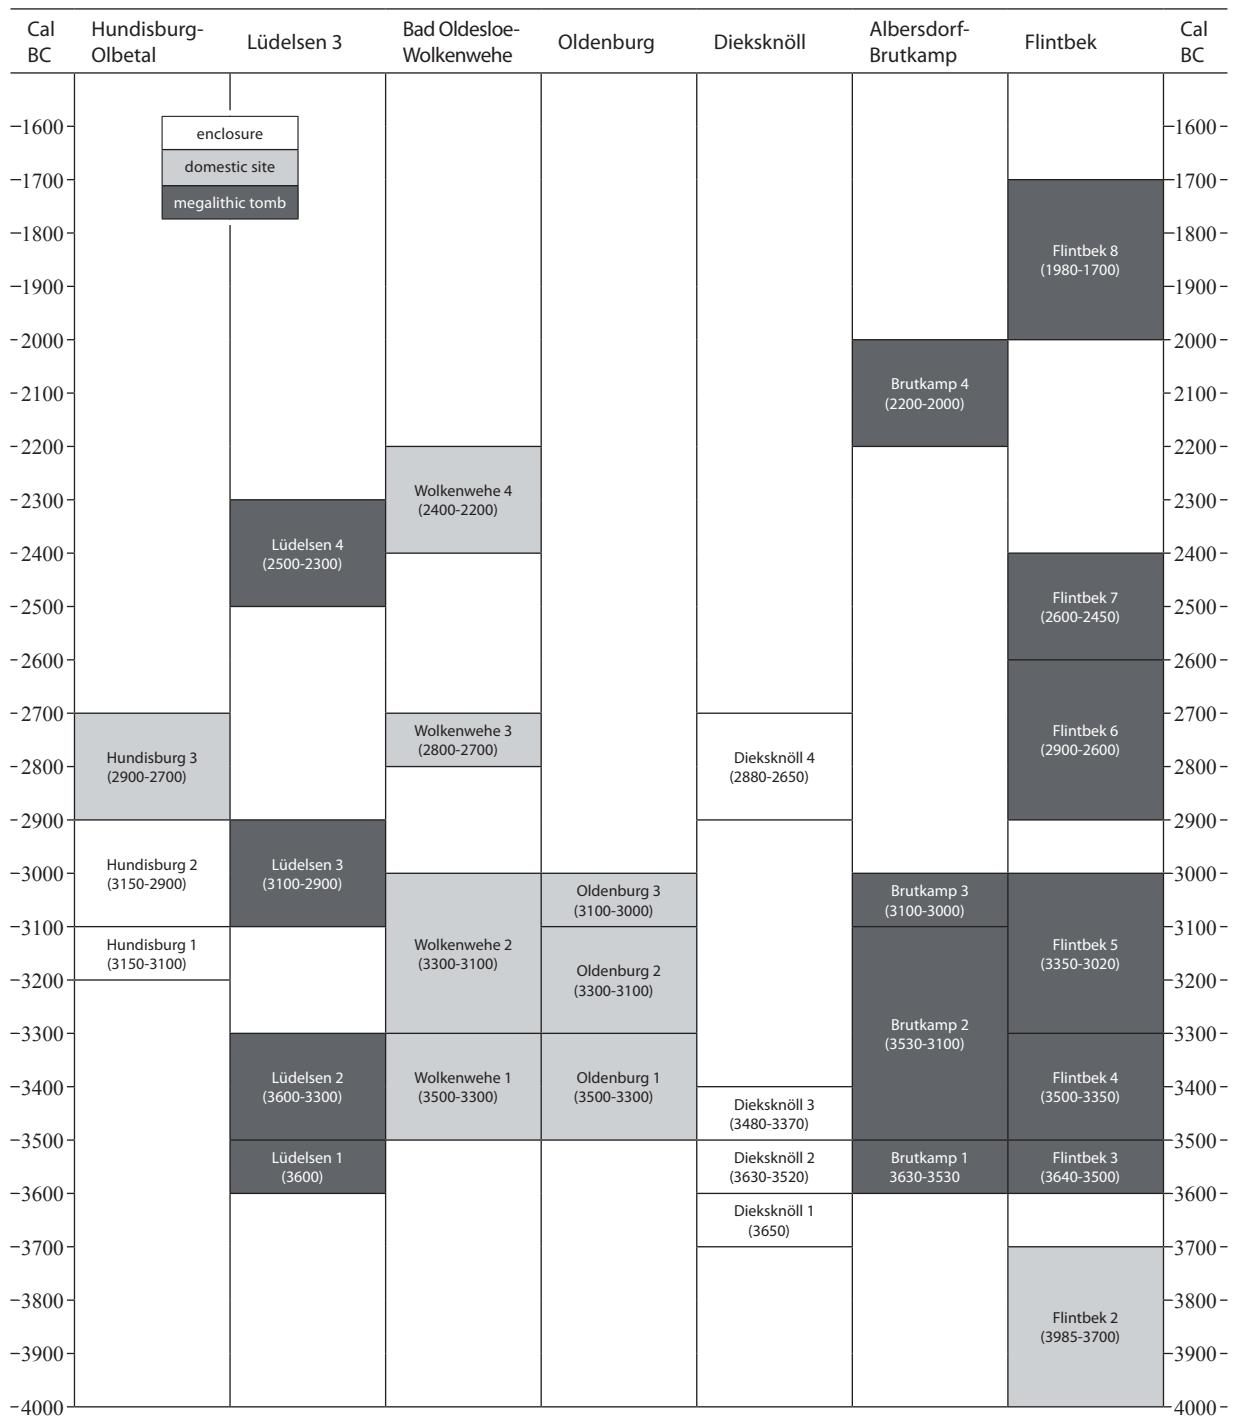 Cal
BC
Hundisburg-
Olbetal
Lüdelsen 3
Bad Oldesloe-
Wolkenwehe
Oldenburg
Dieksknöll
Albersdorf-
Brutkamp
Flintbek
Cal
BC
enclosure
domestic site
megalithic tomb
1600
1700
1800
1900
2000
2100
2200
2300
2400
2500
2600
2700
2800
2900
3000
3100
3200
3300
3400
3500
3600
3700
3800
3900
4000
Hundisburg 3
(2900-2700)
Hundisburg 2
(3150-2900)
Hundisburg 1
(3150-3100)
Lüdelsen 4
(2500-2300)
Lüdelsen 3
(3100-2900)
Lüdelsen 2
(3600-3300)
Lüdelsen 1
(3600)
Wolkenwehe 4
(2400-2200)
Wolkenwehe 3
(2800-2700)
Wolkenwehe 2
(3300-3100)
Wolkenwehe 1
(3500-3300)
Oldenburg 3
(3100-3000)
Oldenburg 2
(3300-3100)
Oldenburg 1
(3500-3300)
Dieksknöll 4
(2880-2650)
Dieksknöll 3
(3480-3370)
Dieksknöll 2
(3630-3520)
Dieksknöll 1
(3650)
Brutkamp 4
(2200-2000)
Brutkamp 3
(3100-3000)
Brutkamp 2
(3530-3100)
Brutkamp 1
3630-3530
Flintbek 8
(1980-1700)
Flintbek 7
(2600-2450)
Flintbek 6
(2900-2600)
Flintbek 5
(3350-3020)
Flintbek 4
(3500-3350)
Flintbek 3
(3640-3500)
Flintbek 2
(3985-3700)
1600
1700
1800
1900
2000
2100
2200
2300
2400
2500
2600
2700
2800
2900
3000
3100
3200
3300
3400
3500
3600
3700
3800
3900
4000